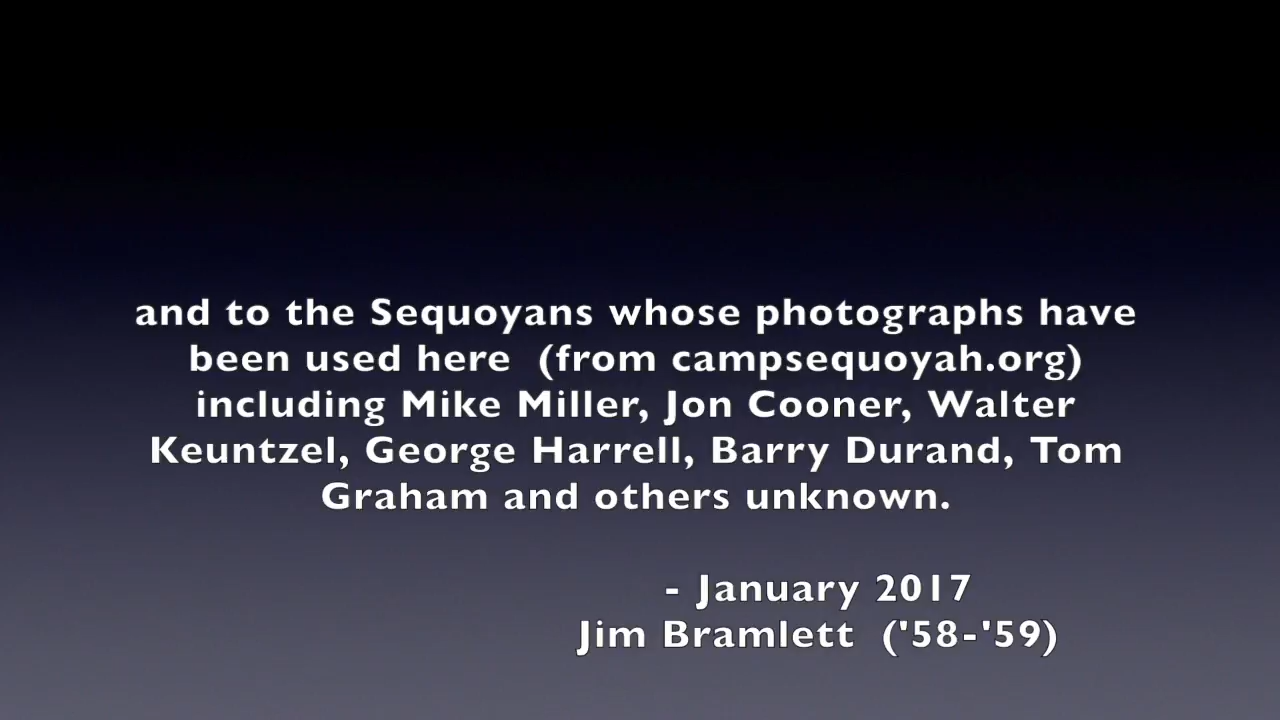 and to the Sequoyans whose photographs have
been used here  (from campsequoyah.org)
including Mike Miller, Jon Cooner, Walter
Keuntzel, George Harrell, Barry Durand, Tom
Graham and others unknown.
- January 2017
Jim Bramlett  ('58-'59)